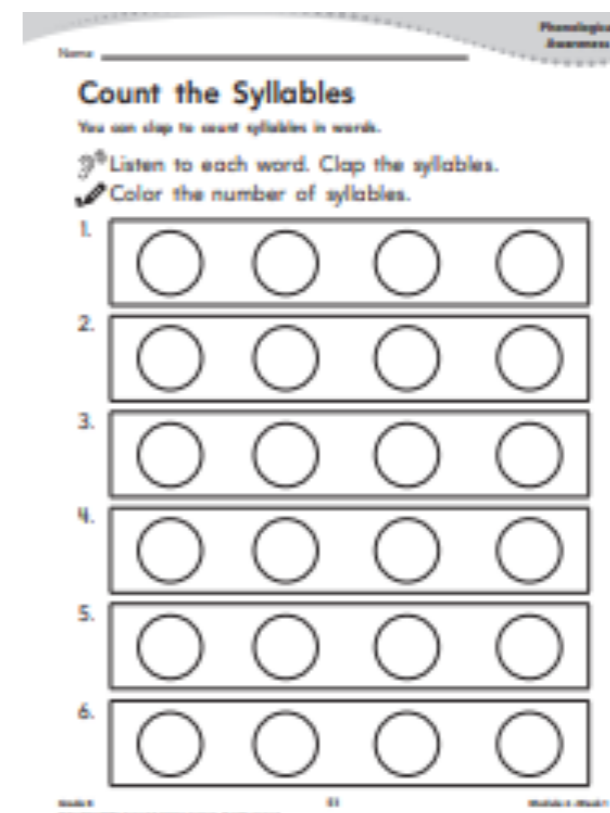 Phonological
Awareness
Name
Count the Syllables
You can clap to count syllables in words.
Listen to each word. Clap the syllables.
Color the number of syllables.
1.
2.
3.
4.
5.
6.